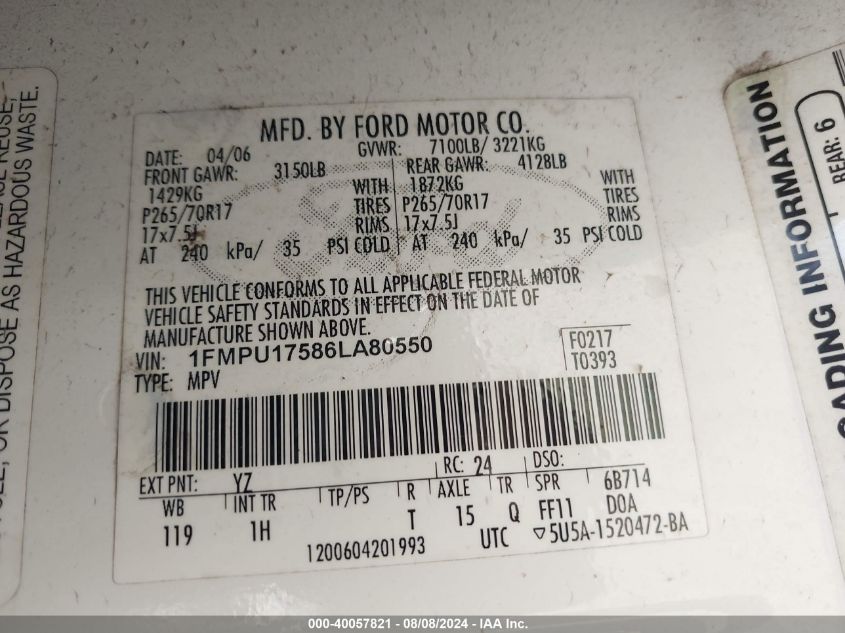 MFD. BY FORD MOTOR CO.
DATE: 04/06 GVWR: 7100LB/ 3221KG
FRONT GAWR: 3150LB REAR GAWR: 4128LB
1429KG WITH 1872KG WITH
P265/70R17 TIRES P265/70R17 TIRES
17x7.5J RIMS 17x7.5J RIMS
AT 240 kPa/ 35 PSI COLD AT 240 kPa/ 35 PSI COLD
THIS VEHICLE CONFORMS TO ALL APPLICABLE FEDERAL MOTOR
VEHICLE SAFETY STANDARDS IN EFFECT ON THE DATE OF
MANUFACTURE SHOWN ABOVE.
VIN: 1FMPU17586LA80550 F0217
TYPE: MPV T0393
EXT PNT: YZ RC: 24 DSO:
WB INT TR TP/PS R AXLE TR SPR 6B714
119 1H T 15 Q FF11 DOA
1200604201993 UTC ▽5U5A-1520472-BA
OR DISPOSE AS HAZARDOUS WASTE.
REUSE,
ADING INFORMATION
REAR: 6
000-40057821 - 08/08/2024 - IAA Inc.